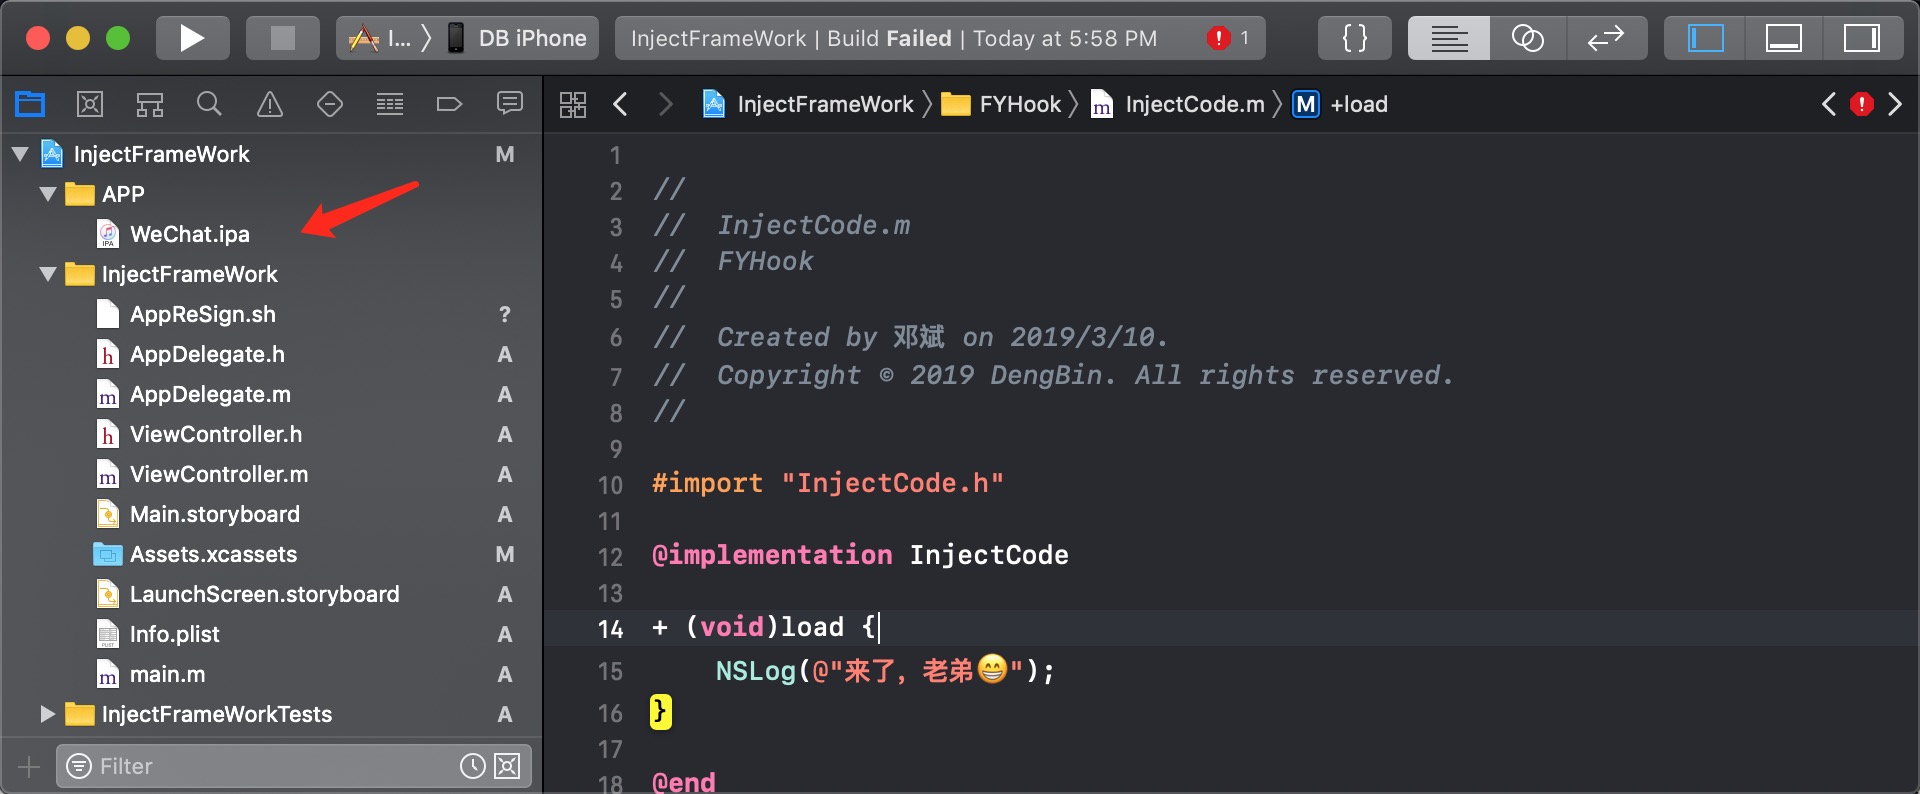 I... DB iPhone
InjectFrameWork | Build Failed | Today at 5:58 PM
1
{}
InjectFrameWork
FYHook
InjectCode.m
M
+load
InjectFrameWork M
APP
WeChat.ipa
InjectFrameWork
AppReSign.sh ?
AppDelegate.h A
AppDelegate.m A
ViewController.h A
ViewController.m A
Main.storyboard A
Assets.xcassets M
LaunchScreen.storyboard A
Info.plist A
main.m A
InjectFrameWorkTests A
Filter
1
2 //
3 //  InjectCode.m
4 //  FYHook
5 //
6 //  Created by 邓斌 on 2019/3/10.
7 //  Copyright © 2019 DengBin. All rights reserved.
8 //
9
10 #import "InjectCode.h"
11
12 @implementation InjectCode
13
14 + (void)load {
15     NSLog(@"来了，老弟😁");
16 }
17
18 @end